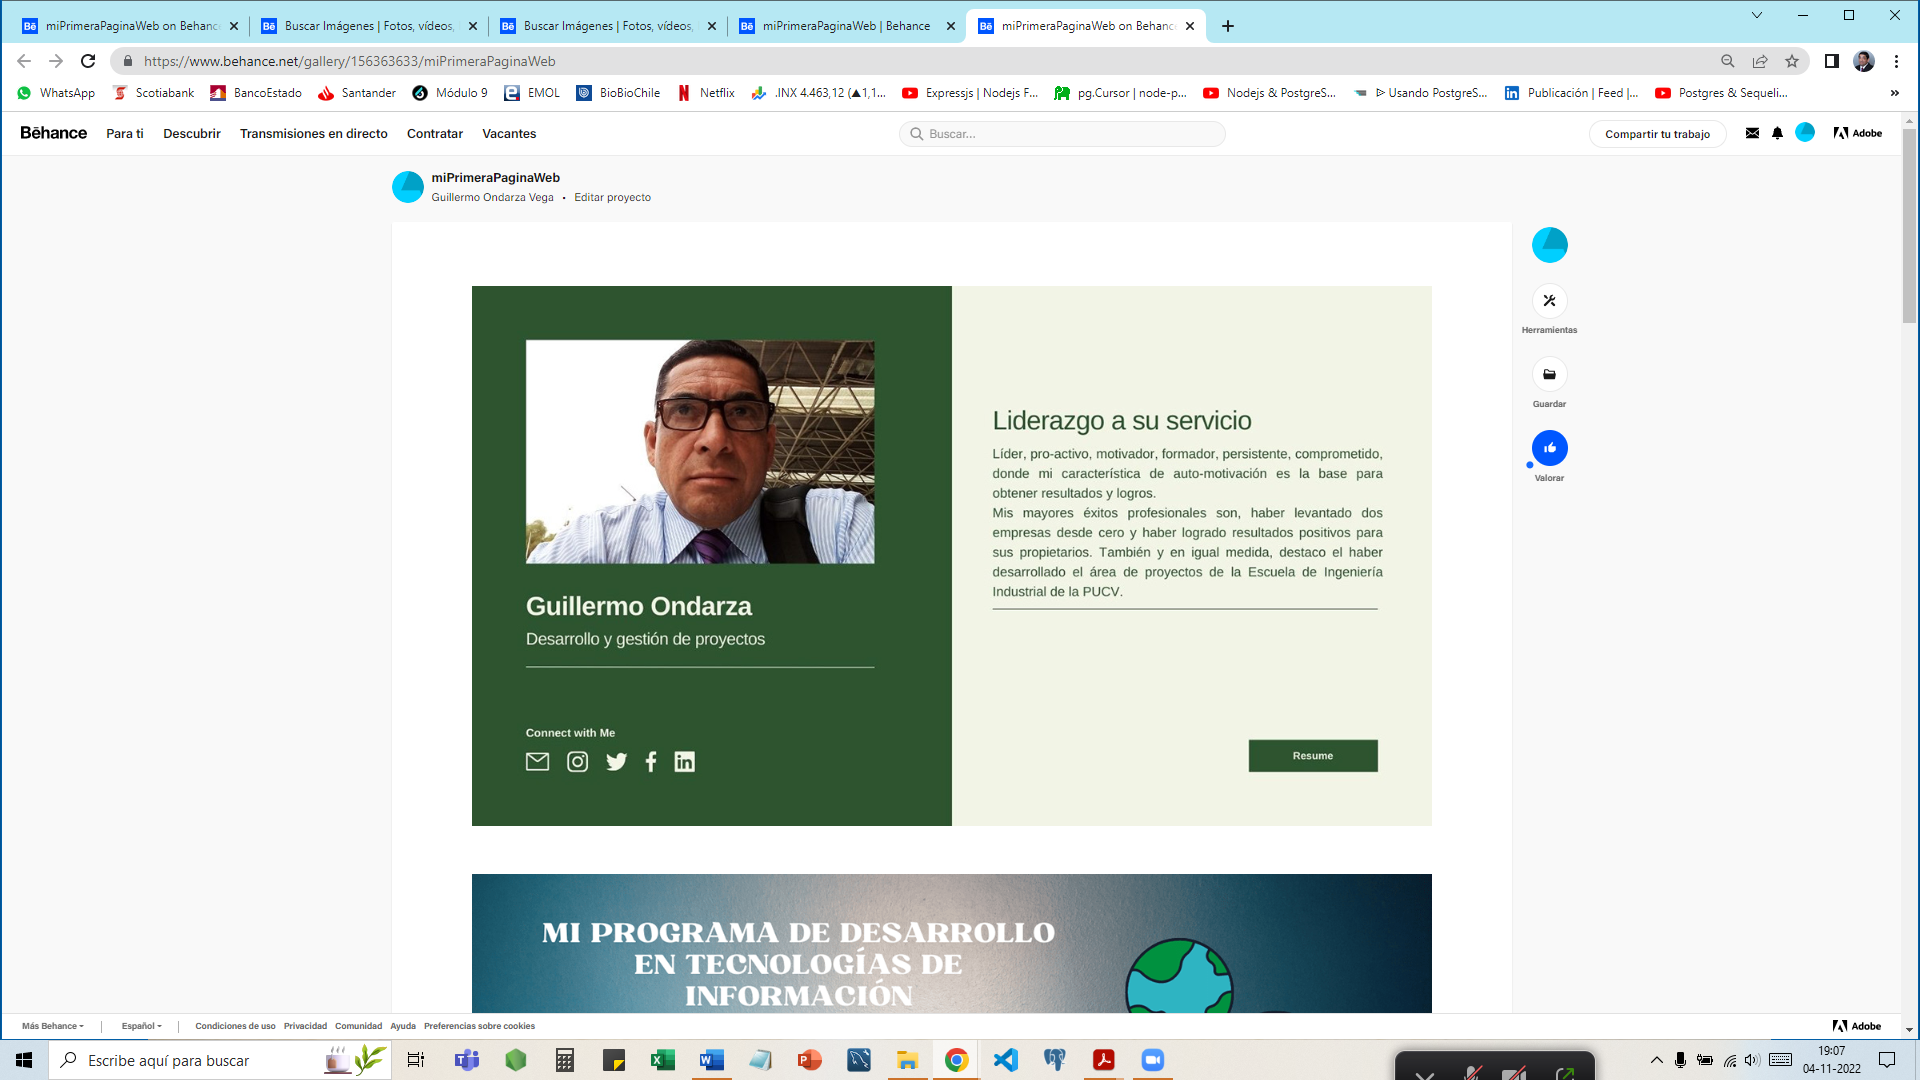 miPrimeraPaginaWeb on Behanc
Buscar Imágenes | Fotos, vídeos,
Buscar Imágenes | Fotos, vídeos,
miPrimeraPaginaWeb | Behance
miPrimeraPaginaWeb on Behanc
https://www.behance.net/gallery/156363633/miPrimeraPaginaWeb
WhatsApp
Scotiabank
BancoEstado
Santander
Módulo 9
EMOL
BioBioChile
Netflix
.INX 4.463,12 (▲1,1...
Expressjs | Nodejs F...
pg.Cursor | node-p...
Nodejs & PostgreS...
ᐅ Usando PostgreS...
Publicación | Feed |...
Postgres & Sequeli...
»
Bēhance
Para ti
Descubrir
Transmisiones en directo
Contratar
Vacantes
Buscar...
Compartir tu trabajo
Adobe
miPrimeraPaginaWeb
Guillermo Ondarza Vega • Editar proyecto
Herramientas
Guardar
Valorar
Guillermo Ondarza
Desarrollo y gestión de proyectos
Connect with Me
Liderazgo a su servicio
Líder, pro-activo, motivador, formador, persistente, comprometido,
donde mi característica de auto-motivación es la base para
obtener resultados y logros.
Mis mayores éxitos profesionales son, haber levantado dos
empresas desde cero y haber logrado resultados positivos para
sus propietarios. También y en igual medida, destaco el haber
desarrollado el área de proyectos de la Escuela de Ingeniería
Industrial de la PUCV.
Resume
MI PROGRAMA DE DESARROLLO
EN TECNOLOGÍAS DE
INFORMACIÓN
Más Behance
Español
Condiciones de uso
Privacidad
Comunidad
Ayuda
Preferencias sobre cookies
Adobe
Escribe aquí para buscar
19:07
04-11-2022